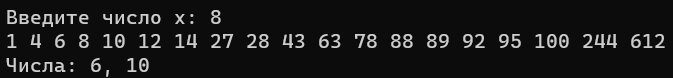 Введите число x: 8
1 4 6 8 10 12 14 27 28 43 63 78 88 89 92 95 100 244 612
Числа: 6, 10